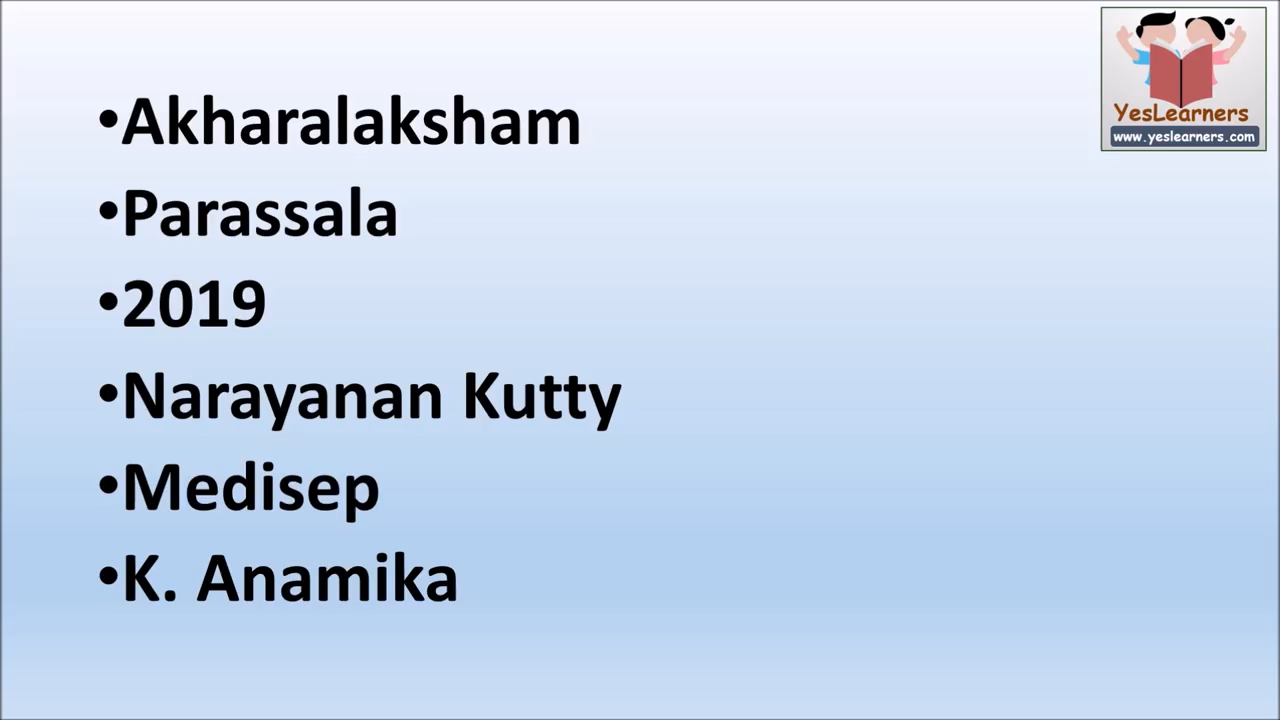 •Akharalaksham
•Parassala
•2019
•Narayanan Kutty
•Medisep
•K. Anamika
YesLearners
www.yeslearners.com